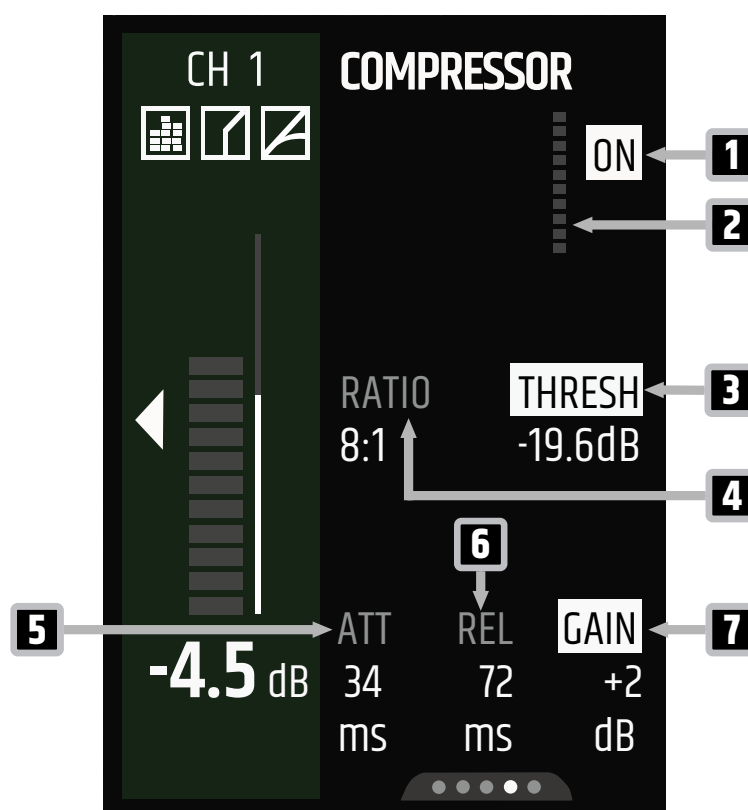 CH 1
COMPRESSOR
ON
1
2
RATIO
THRESH
3
8:1
-19.6dB
4
6
5
ATT
REL
GAIN
7
-4.5 dB
34
72
+2
ms
ms
dB